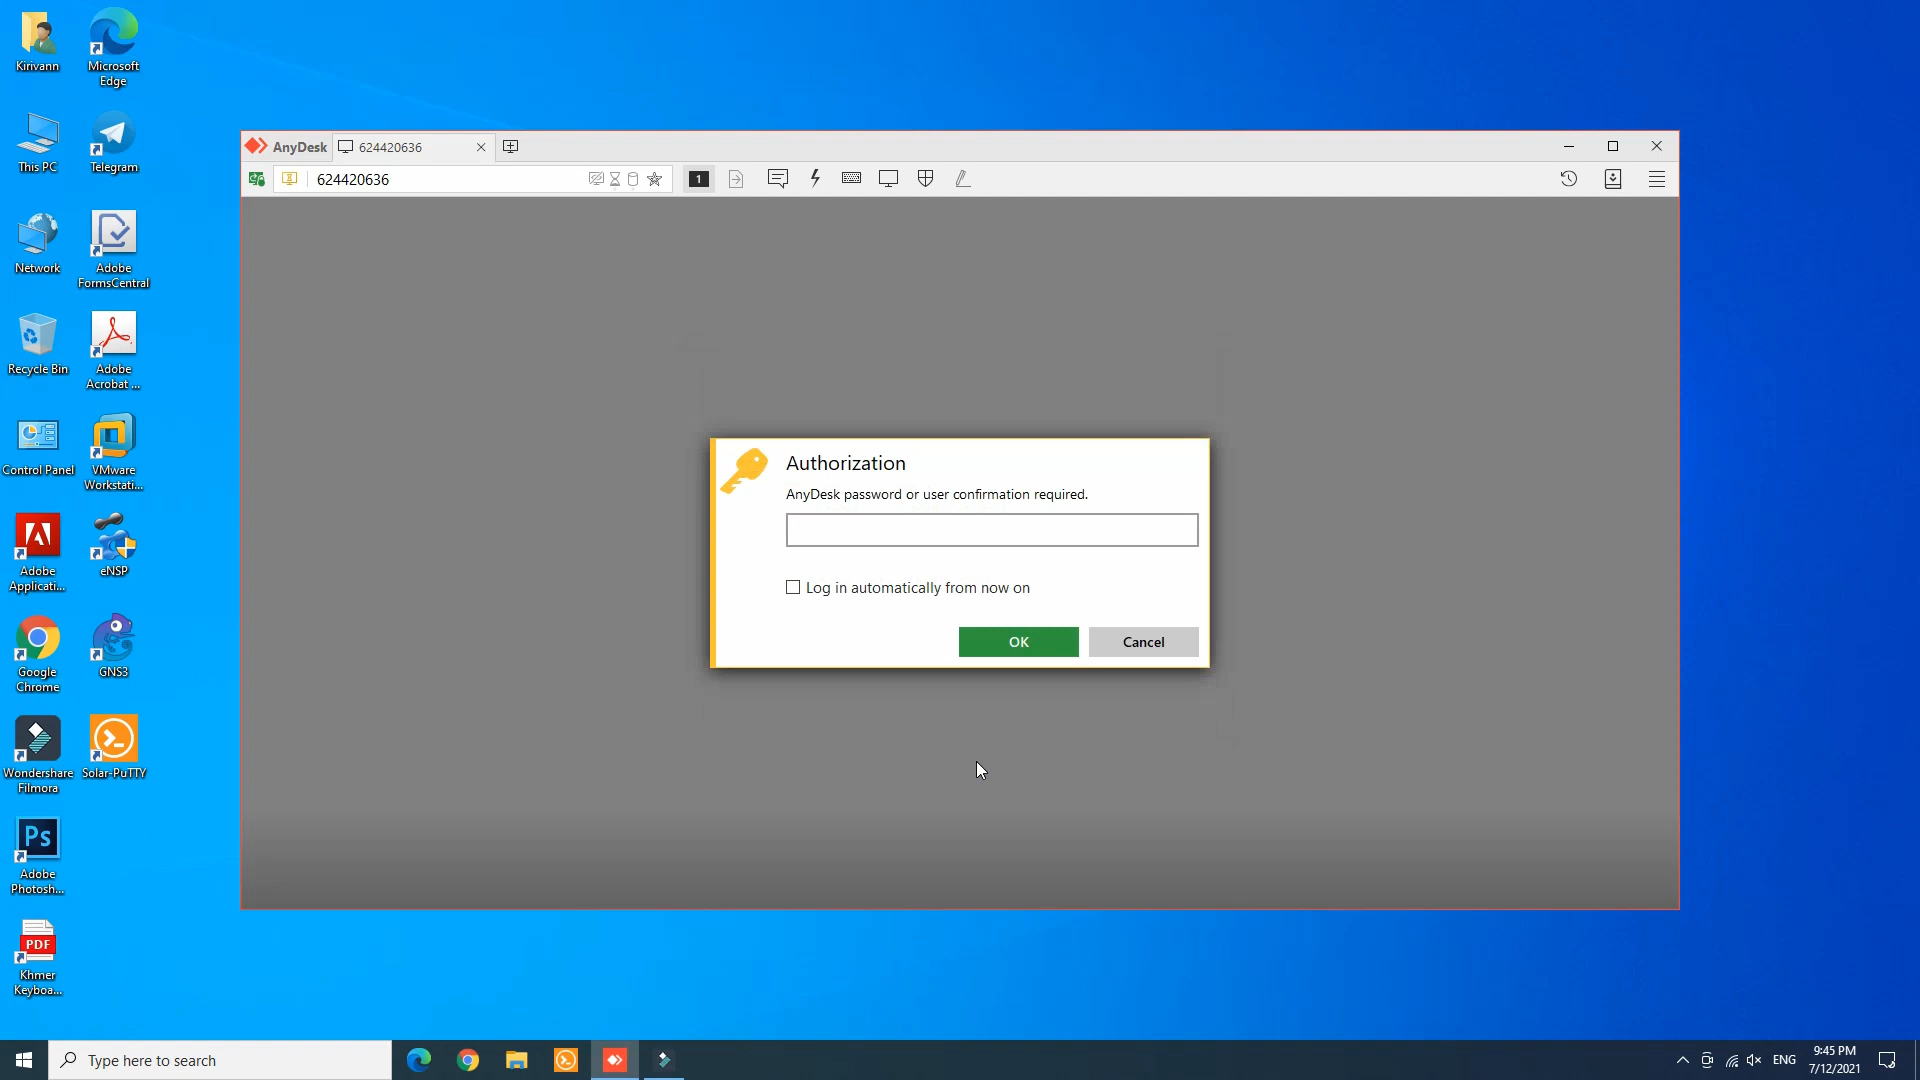 Kirivann
Microsoft
Edge
This PC
Telegram
Network
Adobe
FormsCentral
Recycle Bin
Adobe
Acrobat ...
Control Panel
VMware
Workstati...
Adobe
Applicati...
eNSP
Google
Chrome
GNS3
Wondershare
Filmora
Solar-PuTTY
Ps
Adobe
Photosh...
PDF
Khmer
Keyboa...
AnyDesk
624420636
624420636
1
Authorization
AnyDesk password or user confirmation required.
Log in automatically from now on
OK
Cancel
Type here to search
ENG
9:45 PM
7/12/2021